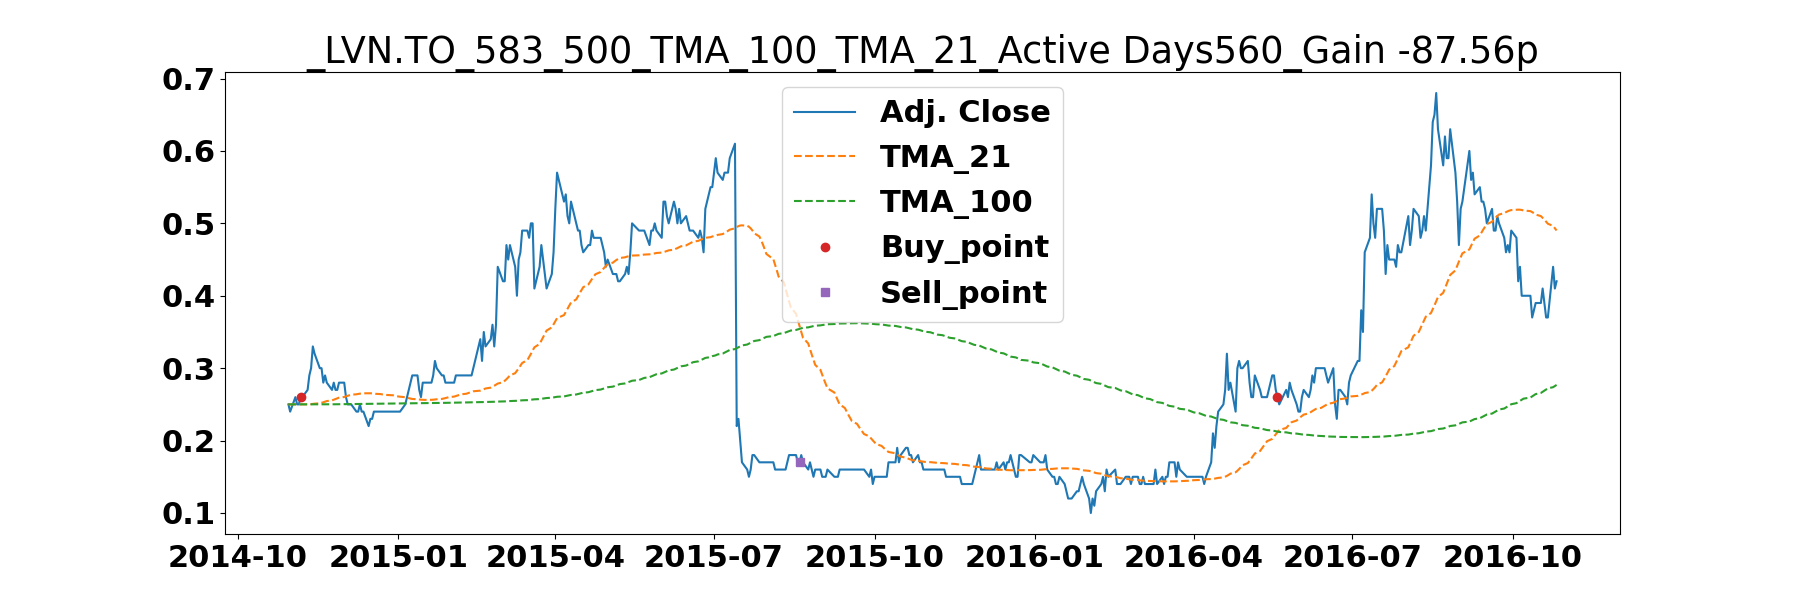 _LVN.TO_583_500_TMA_100_TMA_21_Active Days560_Gain -87.56p
0.7
0.6
0.5
0.4
0.3
0.2
0.1
Adj. Close
TMA_21
TMA_100
Buy_point
Sell_point
2014-10 2015-01 2015-04 2015-07 2015-10 2016-01 2016-04 2016-07 2016-10